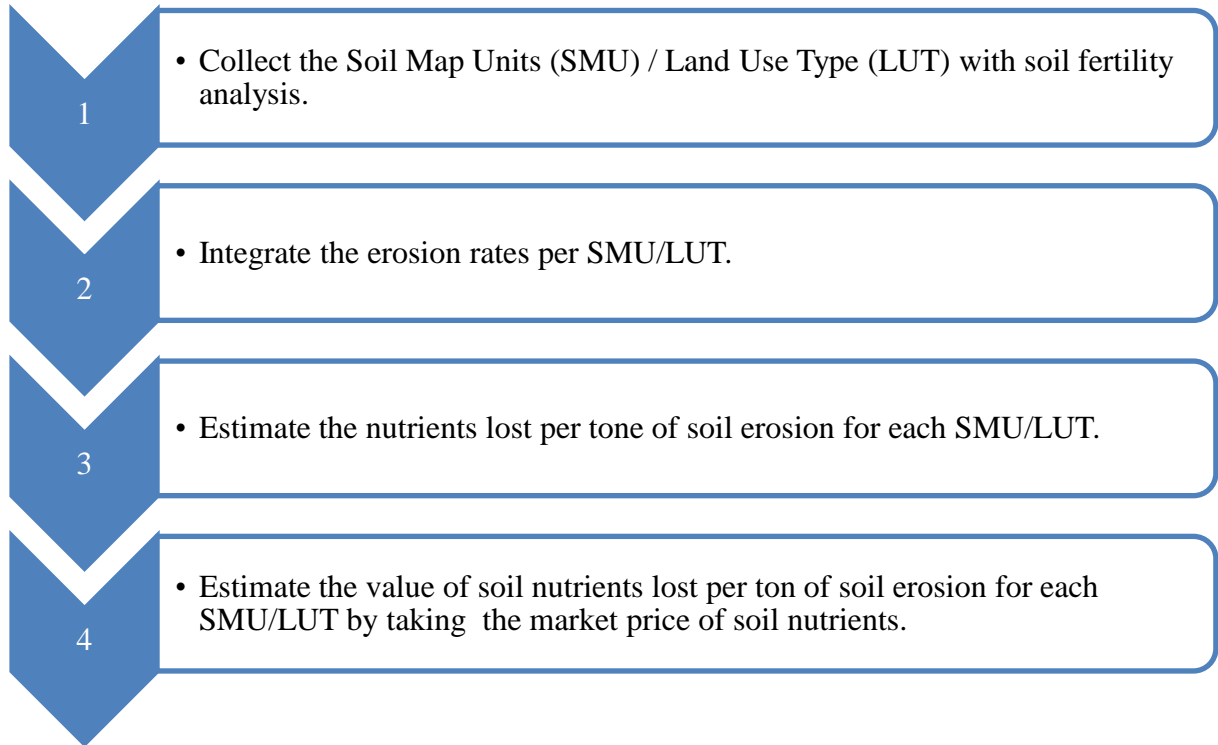 1
• Collect the Soil Map Units (SMU) / Land Use Type (LUT) with soil fertility
analysis.
2
• Integrate the erosion rates per SMU/LUT.
3
• Estimate the nutrients lost per tone of soil erosion for each SMU/LUT.
4
• Estimate the value of soil nutrients lost per ton of soil erosion for each
SMU/LUT by taking  the market price of soil nutrients.